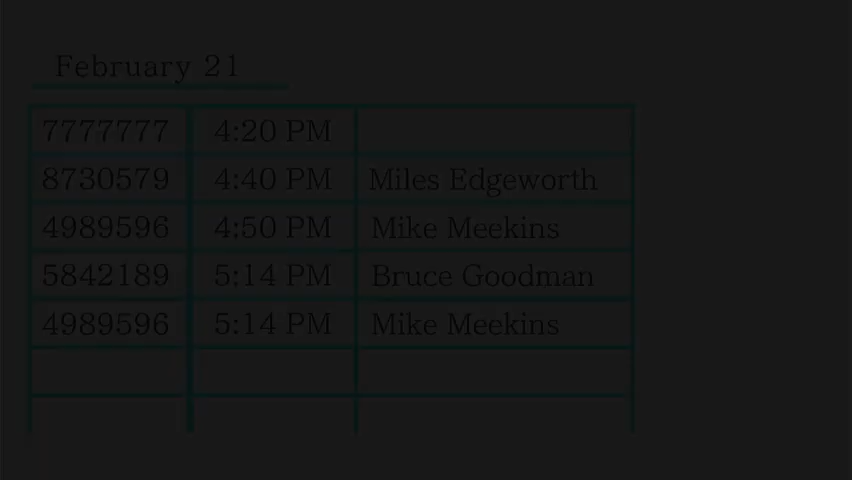 February 21
7777777 4:20 PM
8730579 4:40 PM Miles Edgeworth
4989596 4:50 PM Mike Meekins
5842189 5:14 PM Bruce Goodman
4989596 5:14 PM Mike Meekins